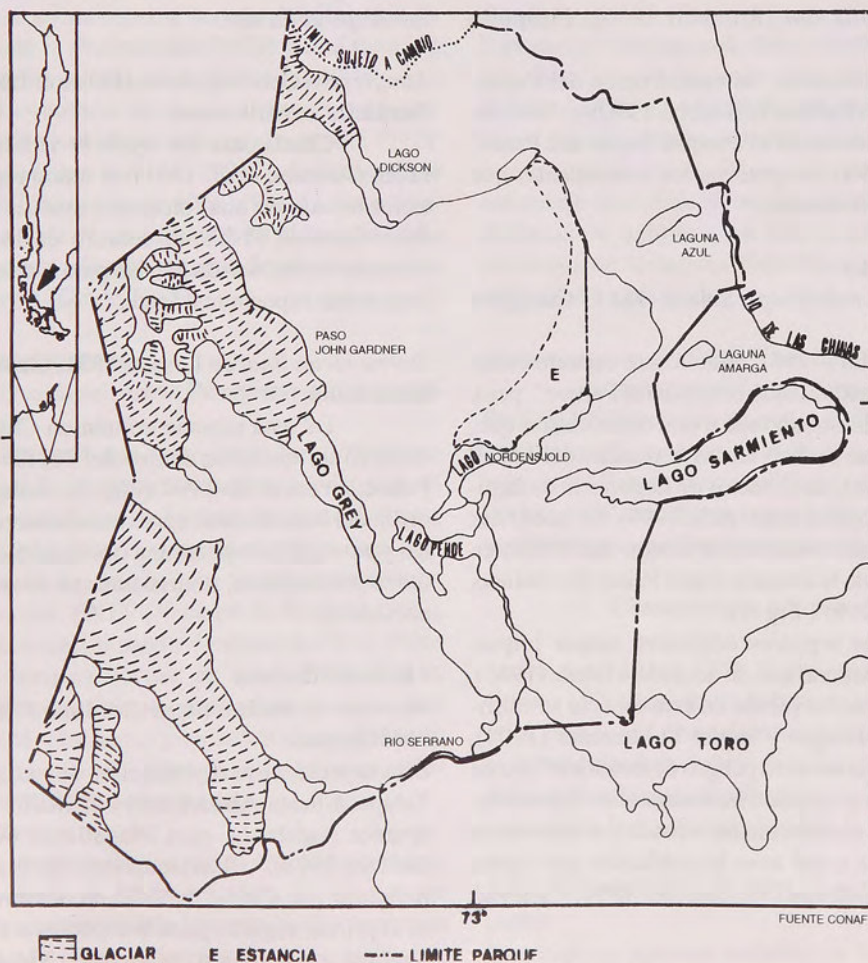 LIMITE SUJETO A CAMBIO
LAGO
DICKSON
LAGUNA
AZUL
RIO DE LAS CHINAS
PASO
JOHN GARDNER
LAGUNA
AMARGA
E
LAGO GREY
LAGO
NORDENSJOLD
LAGO SARMIENTO
LAGO PEHOE
RIO SERRANO
LAGO TORO
73°
FUENTE CONAF
GLACIAR E ESTANCIA LIMITE PARQUE